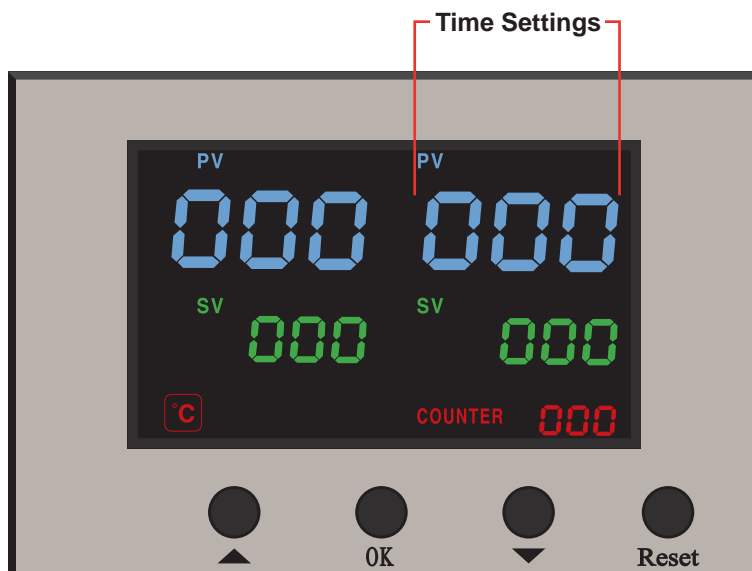 Time Settings
PV PV
000 000
SV SV
000 000
°C COUNTER 000
OK Reset